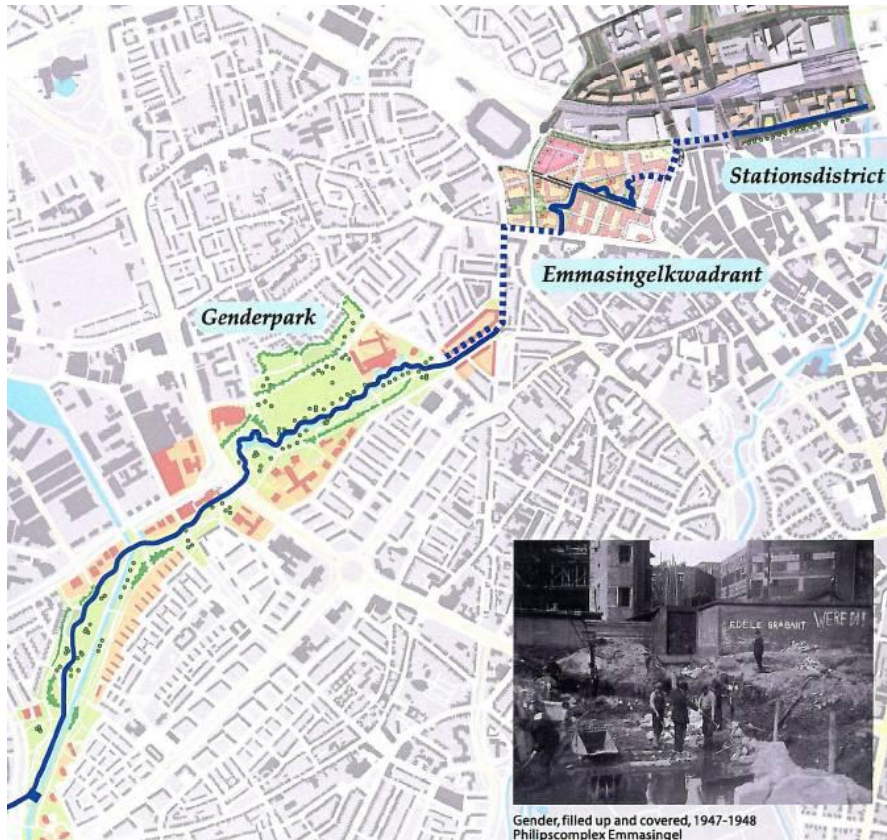 Stationsdistrict
Emmasingelkwadrant
Genderpark
EDELE BRABANT WERE DI!
Gender, filled up and covered, 1947-1948
Philipscomplex Emmasingel